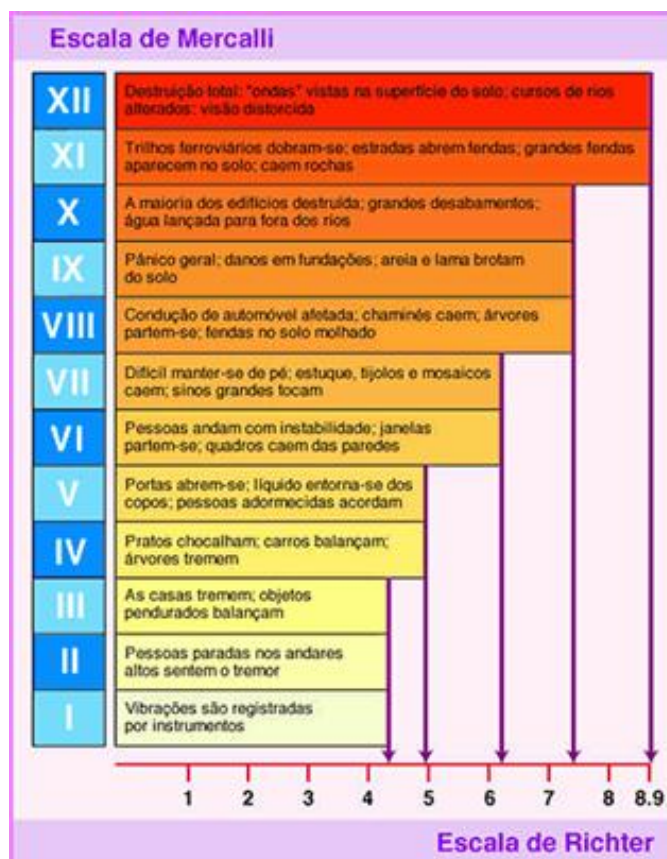 Escala de Mercalli
XII
Destruição total: "ondas" vistas na superfície do solo; cursos de rios
alterados: visão distorcida
XI
Trilhos ferroviários dobram-se; estradas abrem fendas; grandes fendas
aparecem no solo; caem rochas
X
A maioria dos edifícios destruída; grandes desabamentos;
água lançada para fora dos rios
IX
Pânico geral; danos em fundações; areia e lama brotam
do solo
VIII
Condução de automóvel afetada; chaminés caem; árvores
partem-se; fendas no solo molhado
VII
Difícil manter-se de pé; estuque, tijolos e mosaicos
caem; sinos grandes tocam
VI
Pessoas andam com instabilidade; janelas
partem-se; quadros caem das paredes
V
Portas abrem-se; líquido entorna-se dos
copos; pessoas adormecidas acordam
IV
Pratos chocalham; carros balançam;
árvores tremem
III
As casas tremem; objetos
pendurados balançam
II
Pessoas paradas nos andares
altos sentem o tremor
I
Vibrações são registradas
por instrumentos
1 2 3 4 5 6 7 8 8.9
Escala de Richter